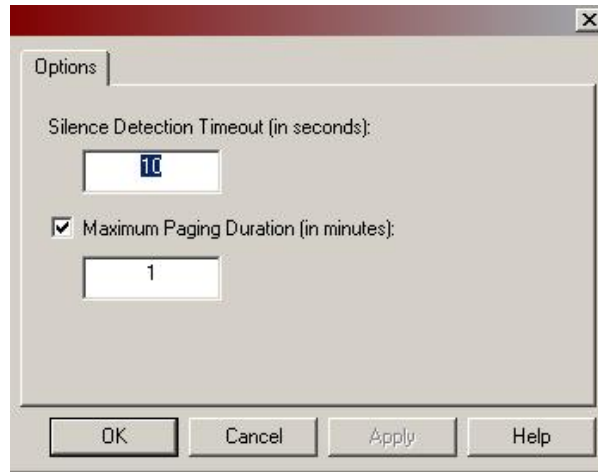 Options
Silence Detection Timeout (in seconds):
10
Maximum Paging Duration (in minutes):
1
OK Cancel Apply Help